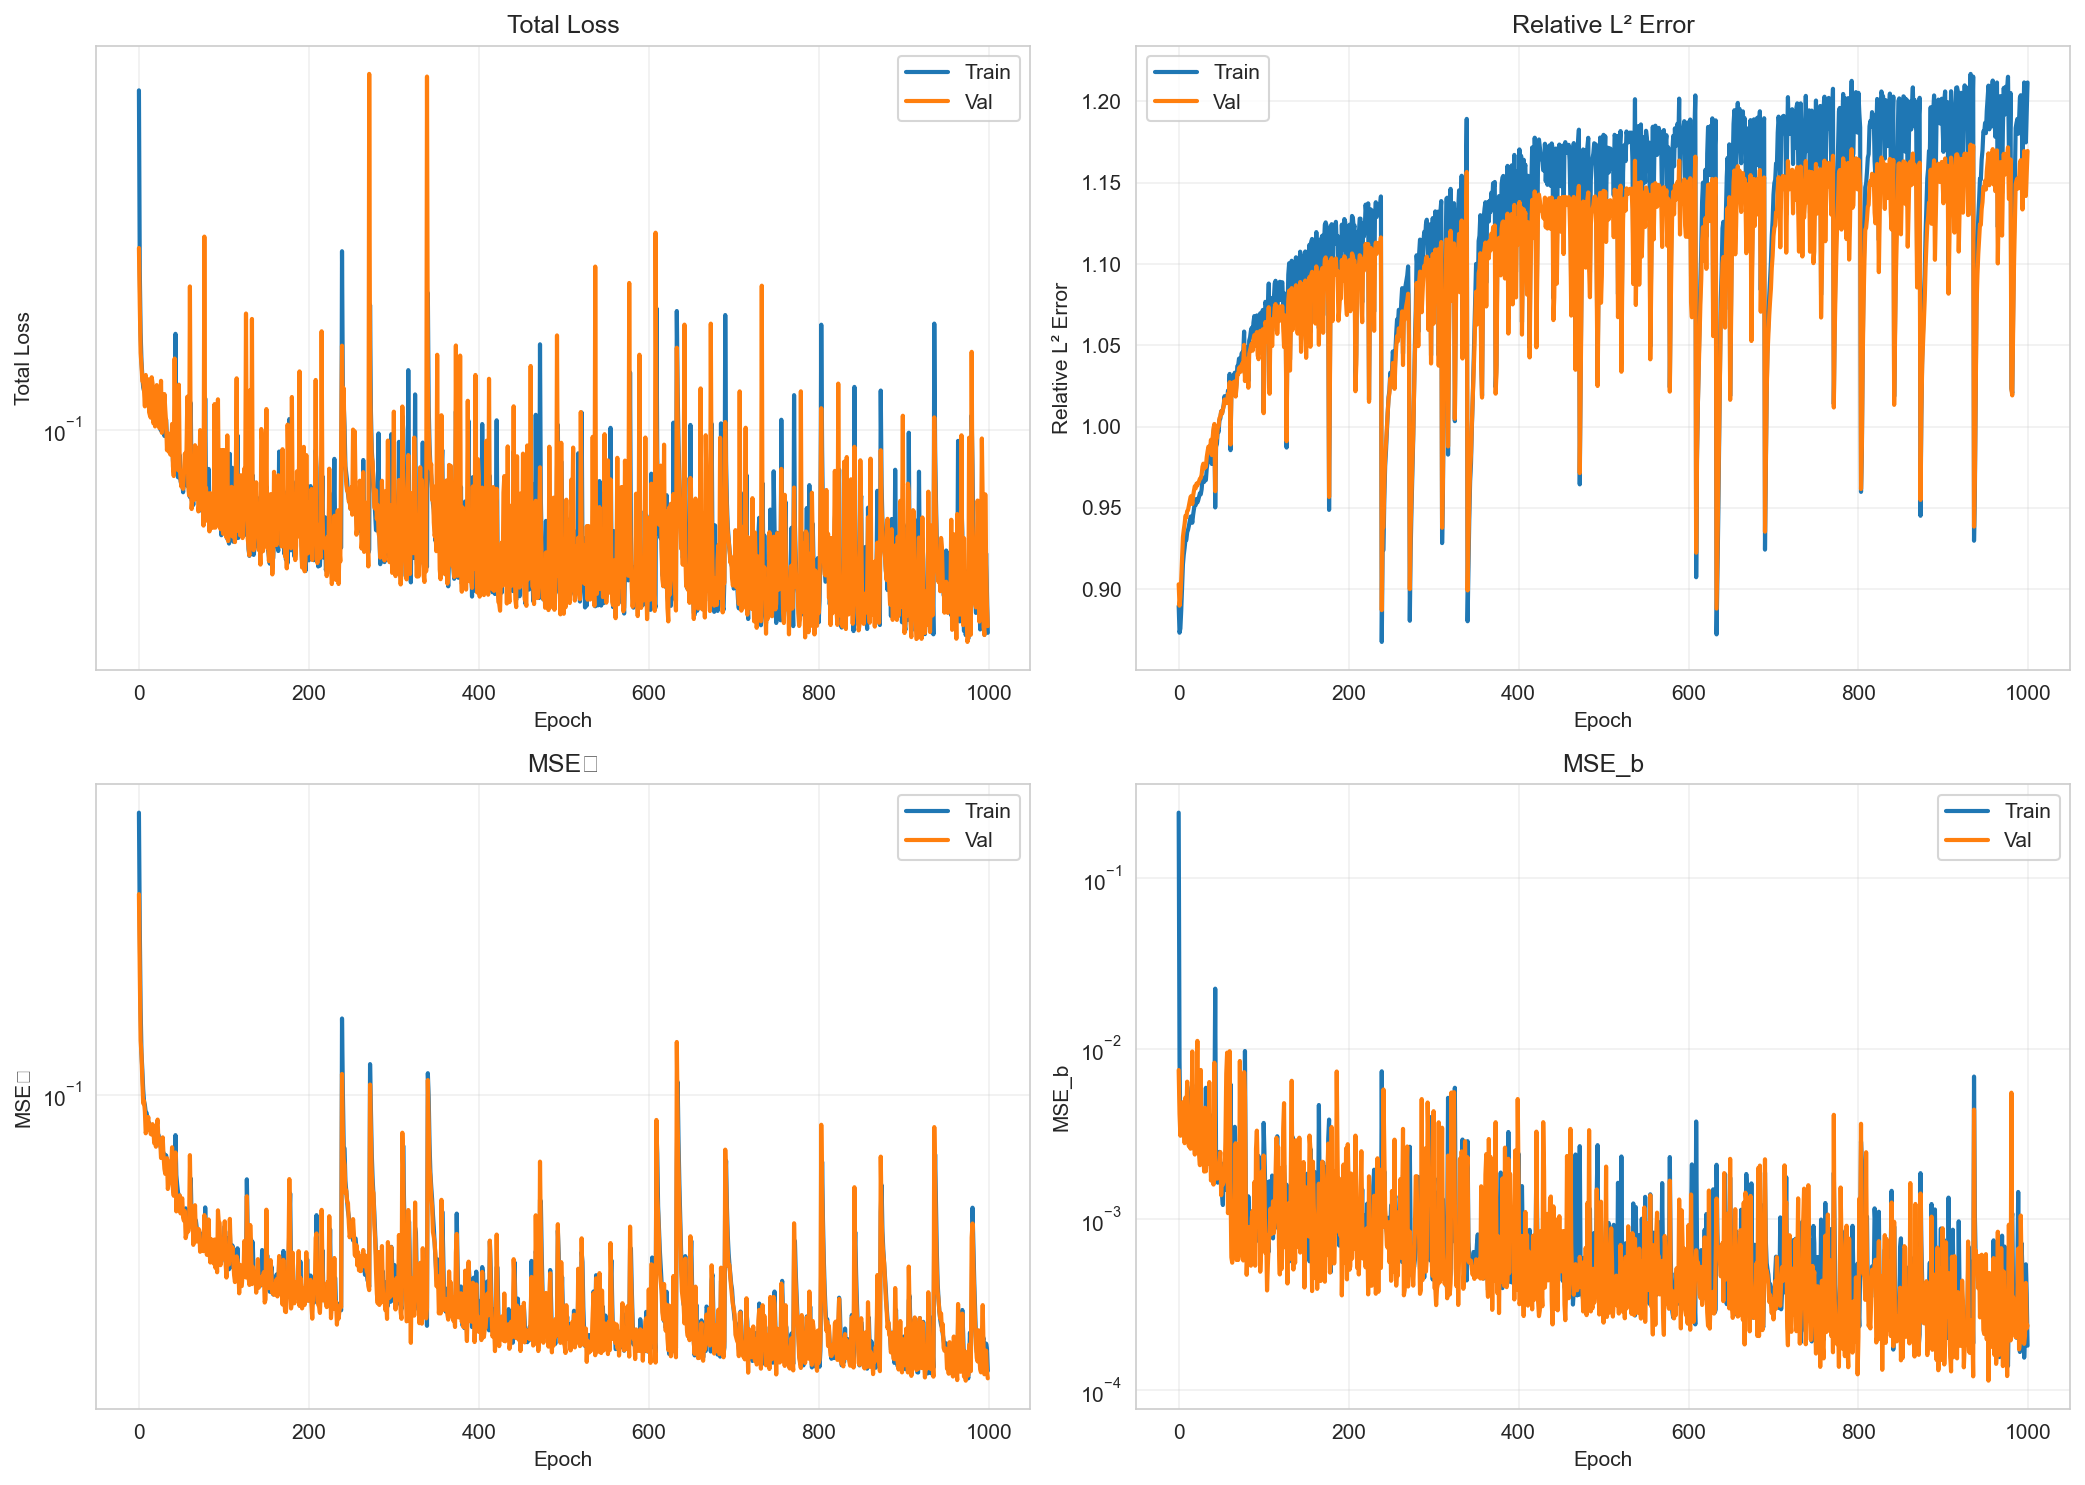 Total Loss
Train
Val
Total Loss
10⁻¹
0 200 400 600 800 1000
Epoch
Relative L² Error
Train
Val
Relative L² Error
1.20
1.15
1.10
1.05
1.00
0.95
0.90
0 200 400 600 800 1000
Epoch
MSE□
Train
Val
MSE□
10⁻¹
0 200 400 600 800 1000
Epoch
MSE_b
Train
Val
MSE_b
10⁻¹
10⁻²
10⁻³
10⁻⁴
0 200 400 600 800 1000
Epoch